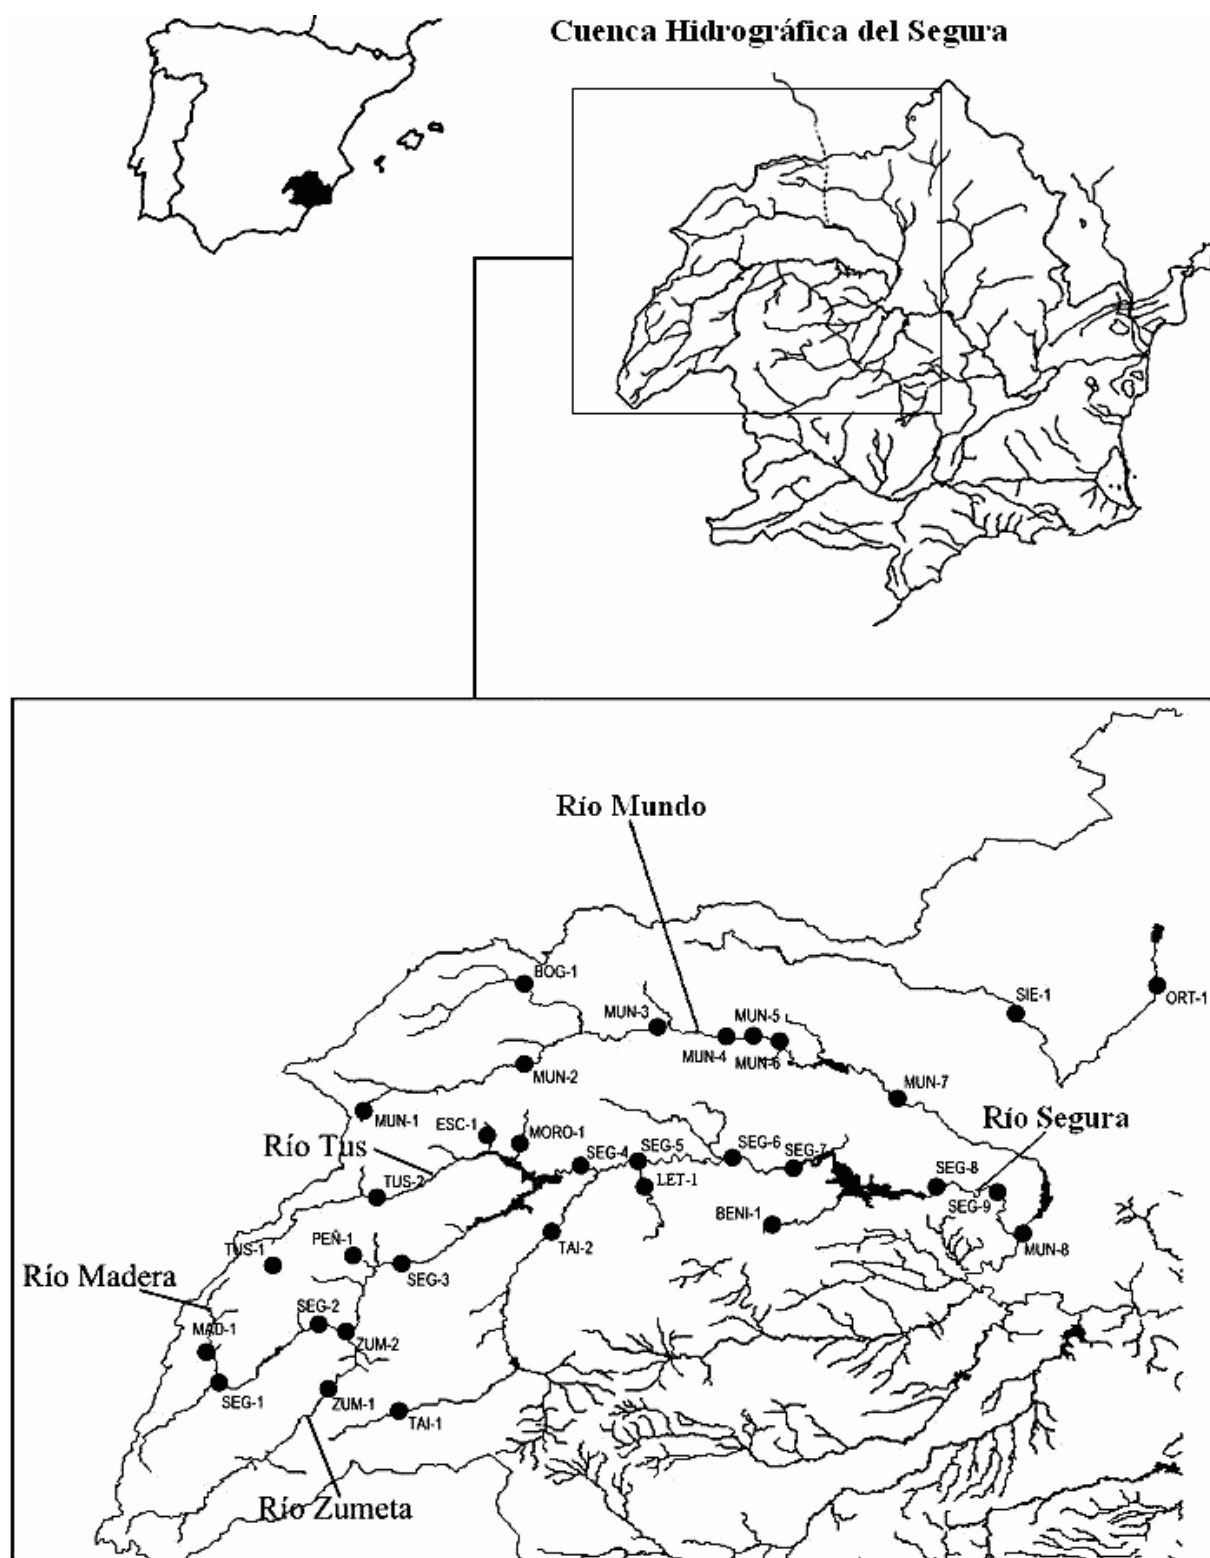 Cuenca Hidrográfica del Segura
Río Mundo
BOG-1
ORT-1
SIE-1
MUN-3
MUN-5
MUN-4
MUN-6
MUN-2
MUN-7
MUN-1
Río Segura
ESC-1
MORO-1
Río Tus
SEG-4
SEG-5
SEG-6
SEG-7
TUS-2
LET-1
SEG-8
SEG-9
BENI-1
PEÑ-1
TAI-2
MUN-8
TUS-1
SEG-3
Río Madera
SEG-2
MAD-1
ZUM-2
SEG-1
ZUM-1
TAI-1
Río Zumeta